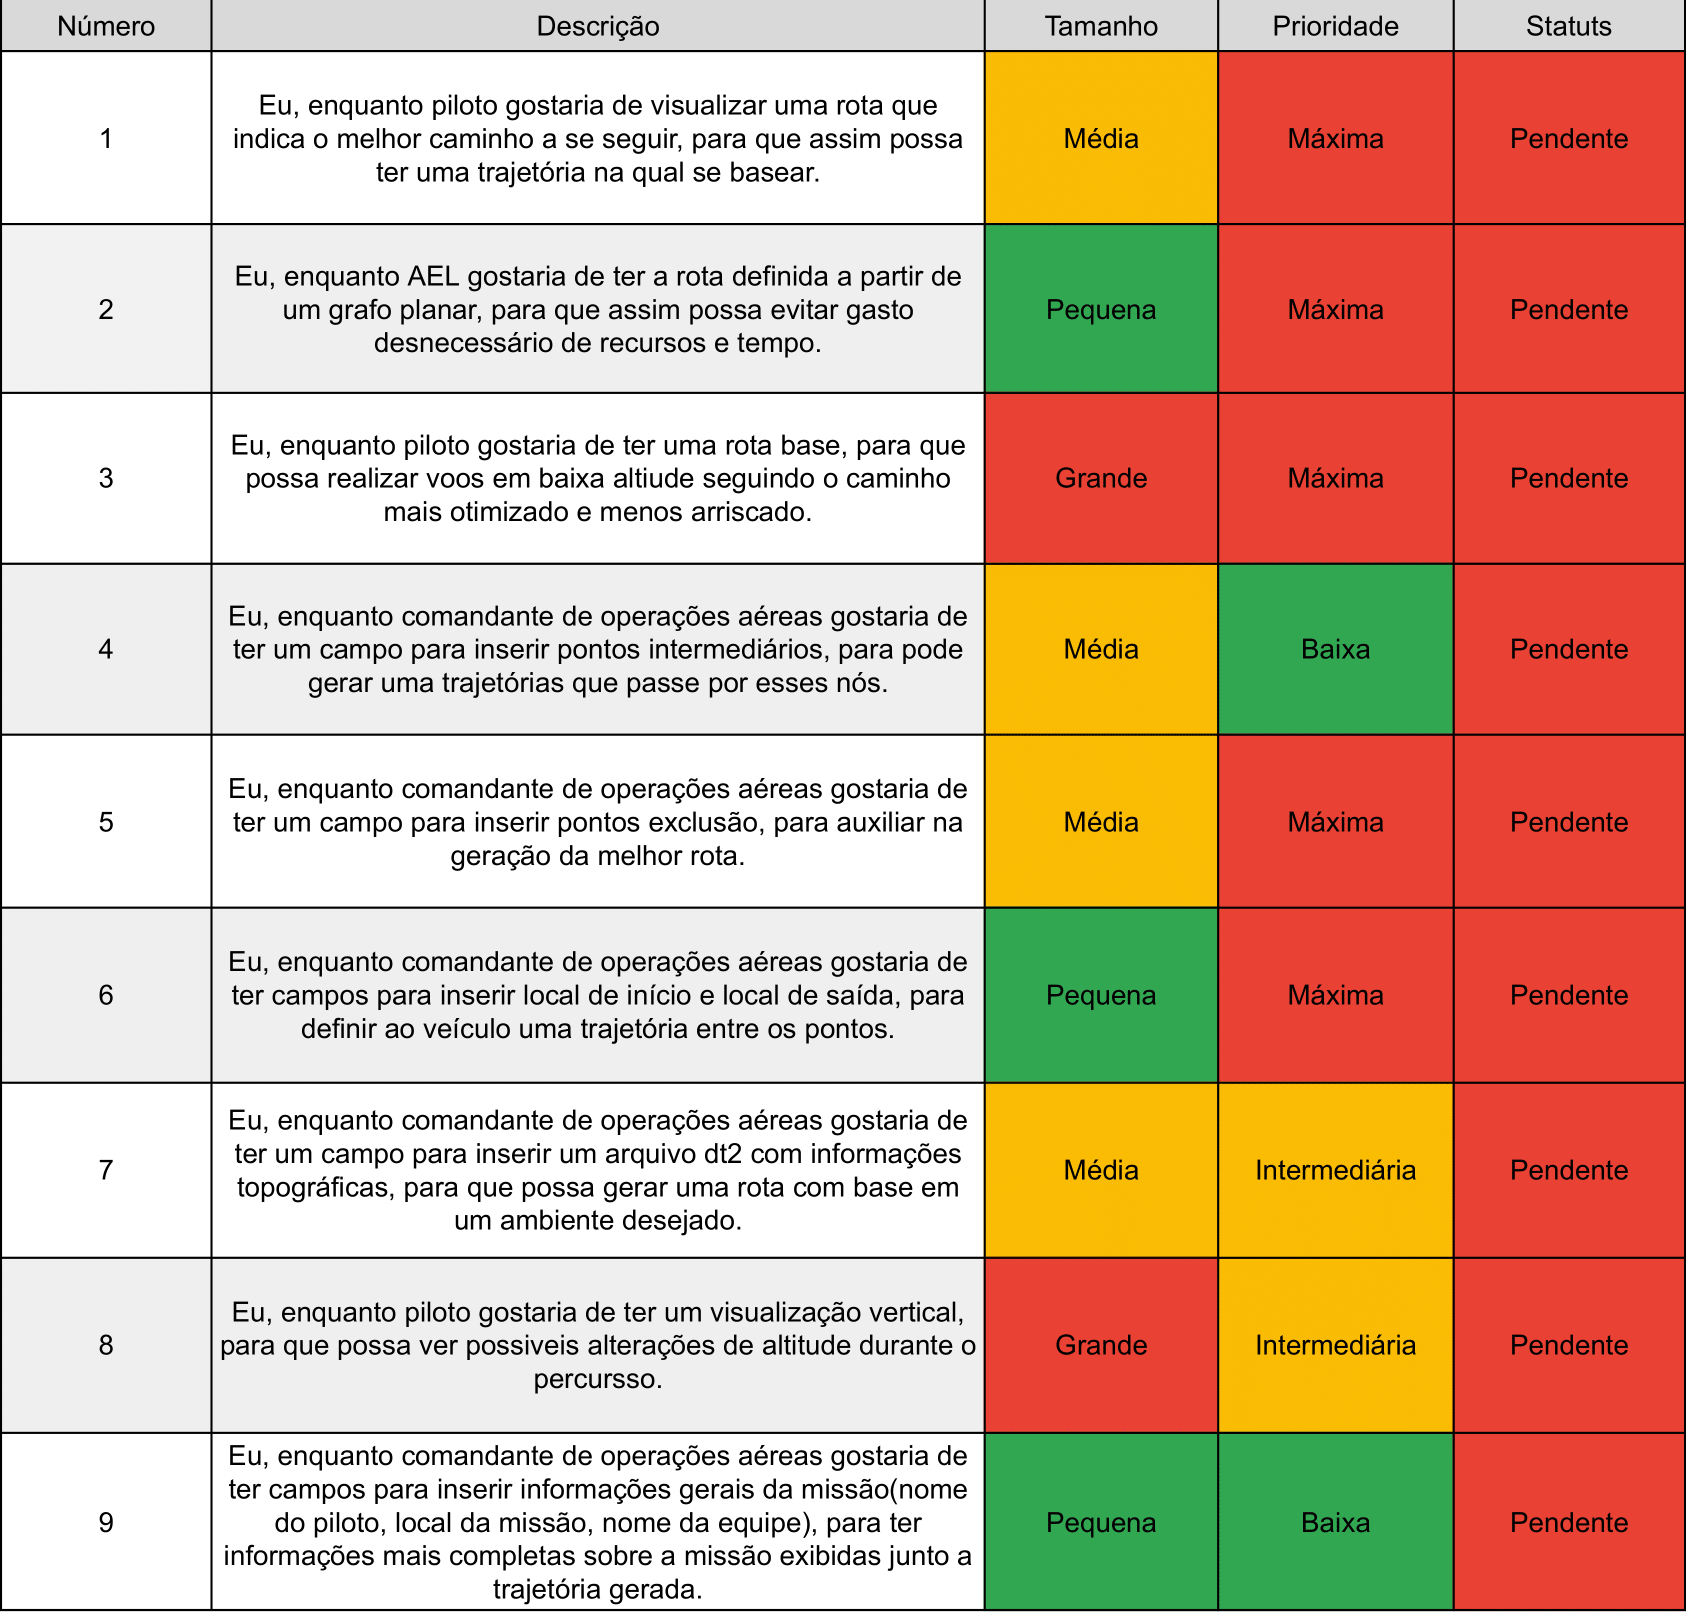 Número Descrição Tamanho Prioridade Statuts
Eu, enquanto piloto gostaria de visualizar uma rota que
1 indica o melhor caminho a se seguir, para que assim possa Média Máxima Pendente
ter uma trajetória na qual se basear.
Eu, enquanto AEL gostaria de ter a rota definida a partir de
2 um grafo planar, para que assim possa evitar gasto Pequena Máxima Pendente
desnecessário de recursos e tempo.
Eu, enquanto piloto gostaria de ter uma rota base, para que
3 possa realizar voos em baixa altiude seguindo o caminho Grande Máxima Pendente
mais otimizado e menos arriscado.
Eu, enquanto comandante de operações aéreas gostaria de
4 ter um campo para inserir pontos intermediários, para pode Média Baixa Pendente
gerar uma trajetórias que passe por esses nós.
Eu, enquanto comandante de operações aéreas gostaria de
5 ter um campo para inserir pontos exclusão, para auxiliar na Média Máxima Pendente
geração da melhor rota.
Eu, enquanto comandante de operações aéreas gostaria de
6 ter campos para inserir local de início e local de saída, para Pequena Máxima Pendente
definir ao veículo uma trajetória entre os pontos.
Eu, enquanto comandante de operações aéreas gostaria de
ter um campo para inserir um arquivo dt2 com informações
7 Média Intermediária Pendente
topográficas, para que possa gerar uma rota com base em
um ambiente desejado.
Eu, enquanto piloto gostaria de ter um visualização vertical,
8 para que possa ver possiveis alterações de altitude durante o Grande Intermediária Pendente
percursso.
Eu, enquanto comandante de operações aéreas gostaria de
ter campos para inserir informações gerais da missão(nome
9 do piloto, local da missão, nome da equipe), para ter Pequena Baixa Pendente
informações mais completas sobre a missão exibidas junto a
trajetória gerada.